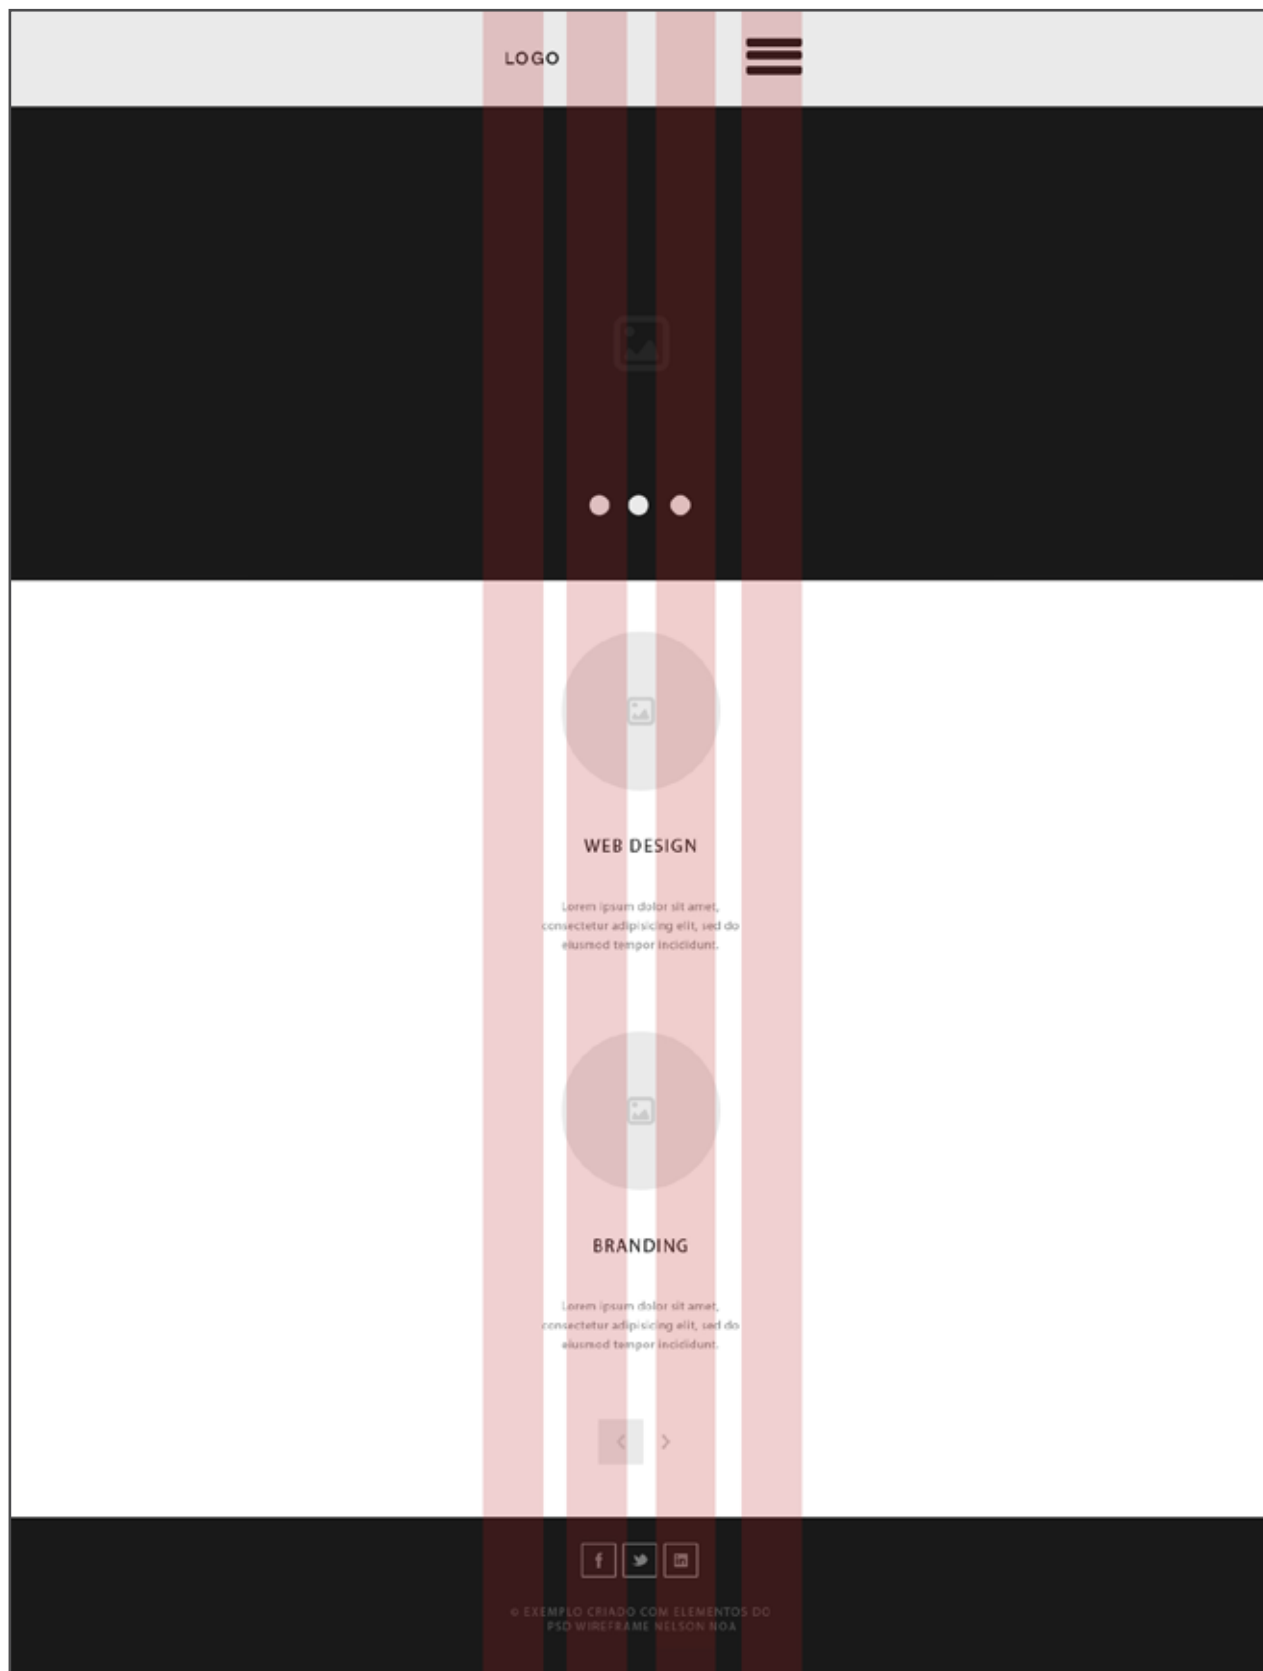 LOGO
WEB DESIGN
Lorem ipsum dolor sit amet,
consectetur adipisicing elit, sed do
eiusmod tempor incididunt.
BRANDING
Lorem ipsum dolor sit amet,
consectetur adipisicing elit, sed do
eiusmod tempor incididunt.
© EXEMPLO CRIADO COM ELEMENTOS DO
PSD WIREFRAME NELSON NOA